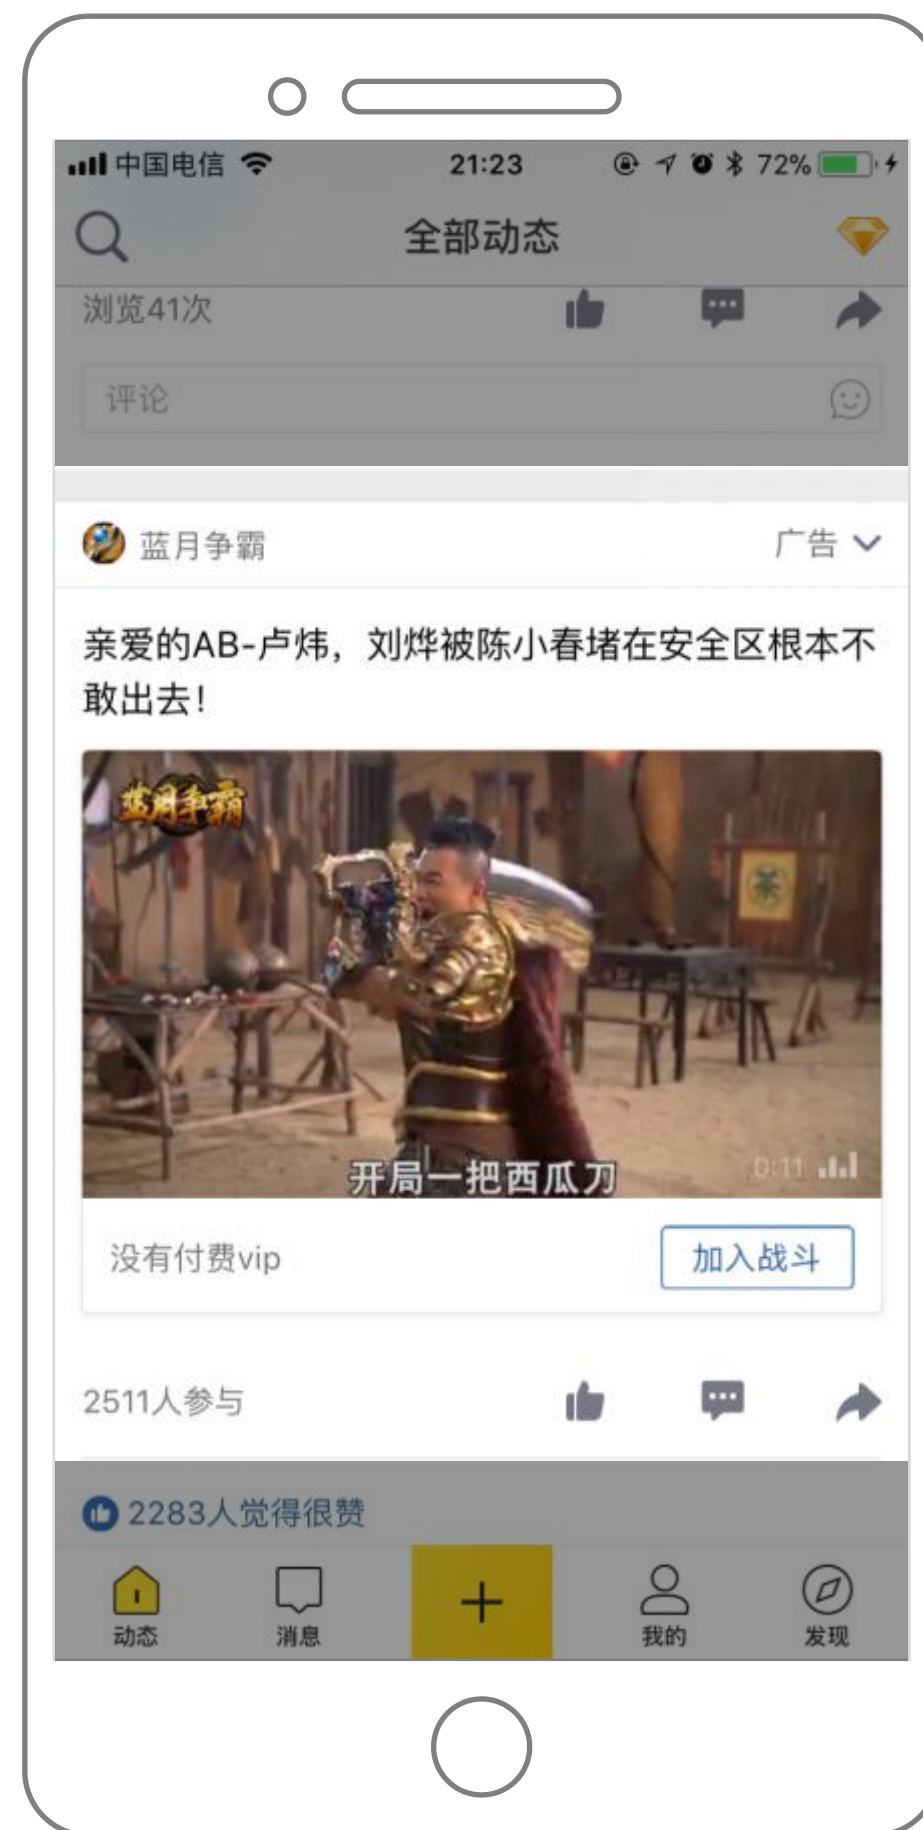 中国电信
21:23
72%
全部动态
浏览41次
评论
蓝月争霸
广告
亲爱的AB-卢炜，刘烨被陈小春堵在安全区根本不
敢出去！
蓝月争霸
开局一把西瓜刀
0:11
没有付费vip
加入战斗
2511人参与
2283人觉得很赞
动态
消息
我的
发现